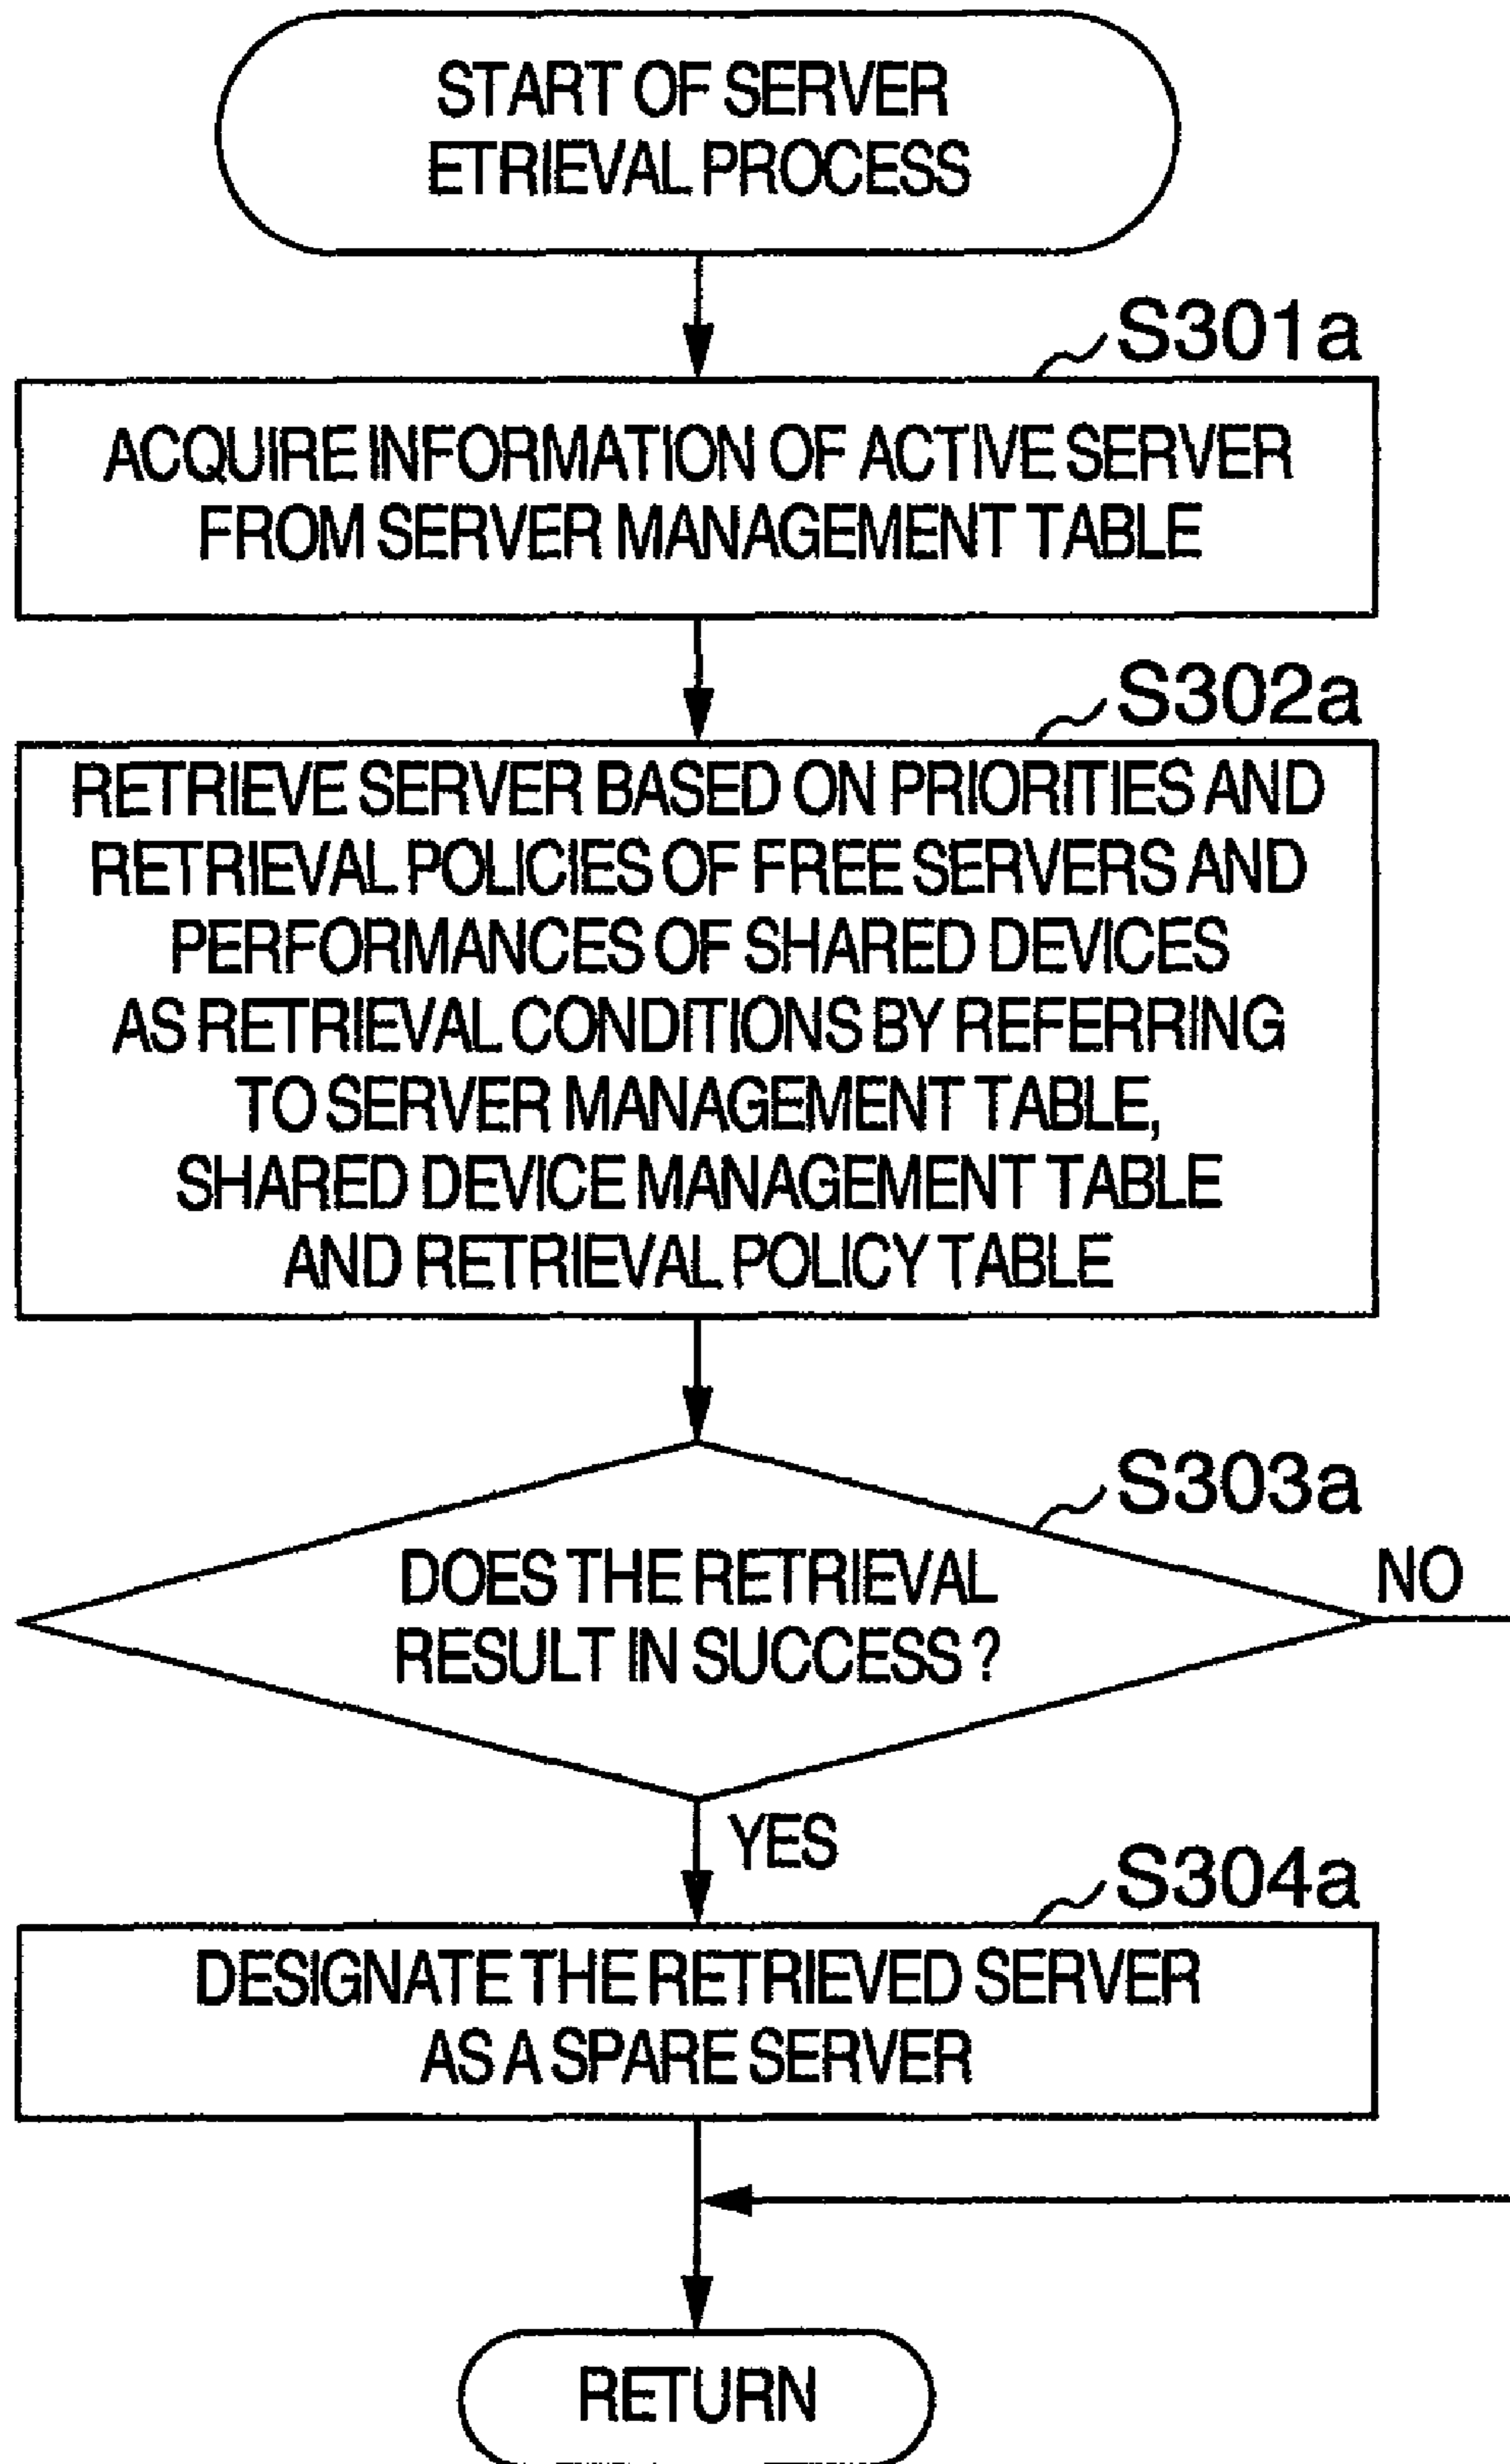 START OF SERVER
ETRIEVAL PROCESS
S301a
ACQUIRE INFORMATION OF ACTIVE SERVER
FROM SERVER MANAGEMENT TABLE
S302a
RETRIEVE SERVER BASED ON PRIORITIES AND
RETRIEVAL POLICIES OF FREE SERVERS AND
PERFORMANCES OF SHARED DEVICES
AS RETRIEVAL CONDITIONS BY REFERRING
TO SERVER MANAGEMENT TABLE,
SHARED DEVICE MANAGEMENT TABLE
AND RETRIEVAL POLICY TABLE
S303a
DOES THE RETRIEVAL
RESULT IN SUCCESS ?
NO
YES
S304a
DESIGNATE THE RETRIEVED SERVER
AS A SPARE SERVER
RETURN